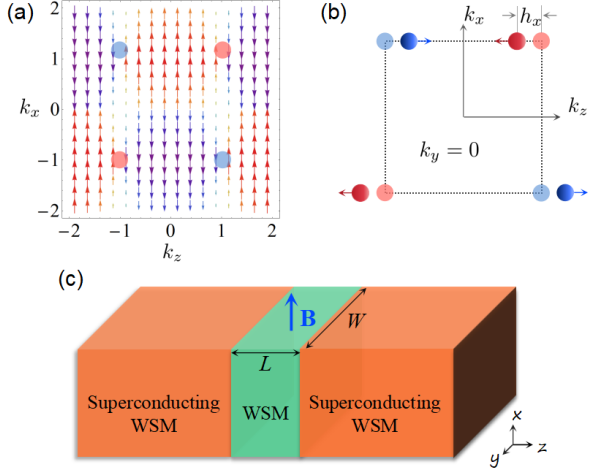 (a)
2
1
0
−1
−2
k_x
−2
−1
0
1
2
k_z
(b)
h_x
k_x
k_z
k_y = 0
(c)
B
W
L
Superconducting
WSM
WSM
Superconducting
WSM
x
z
y